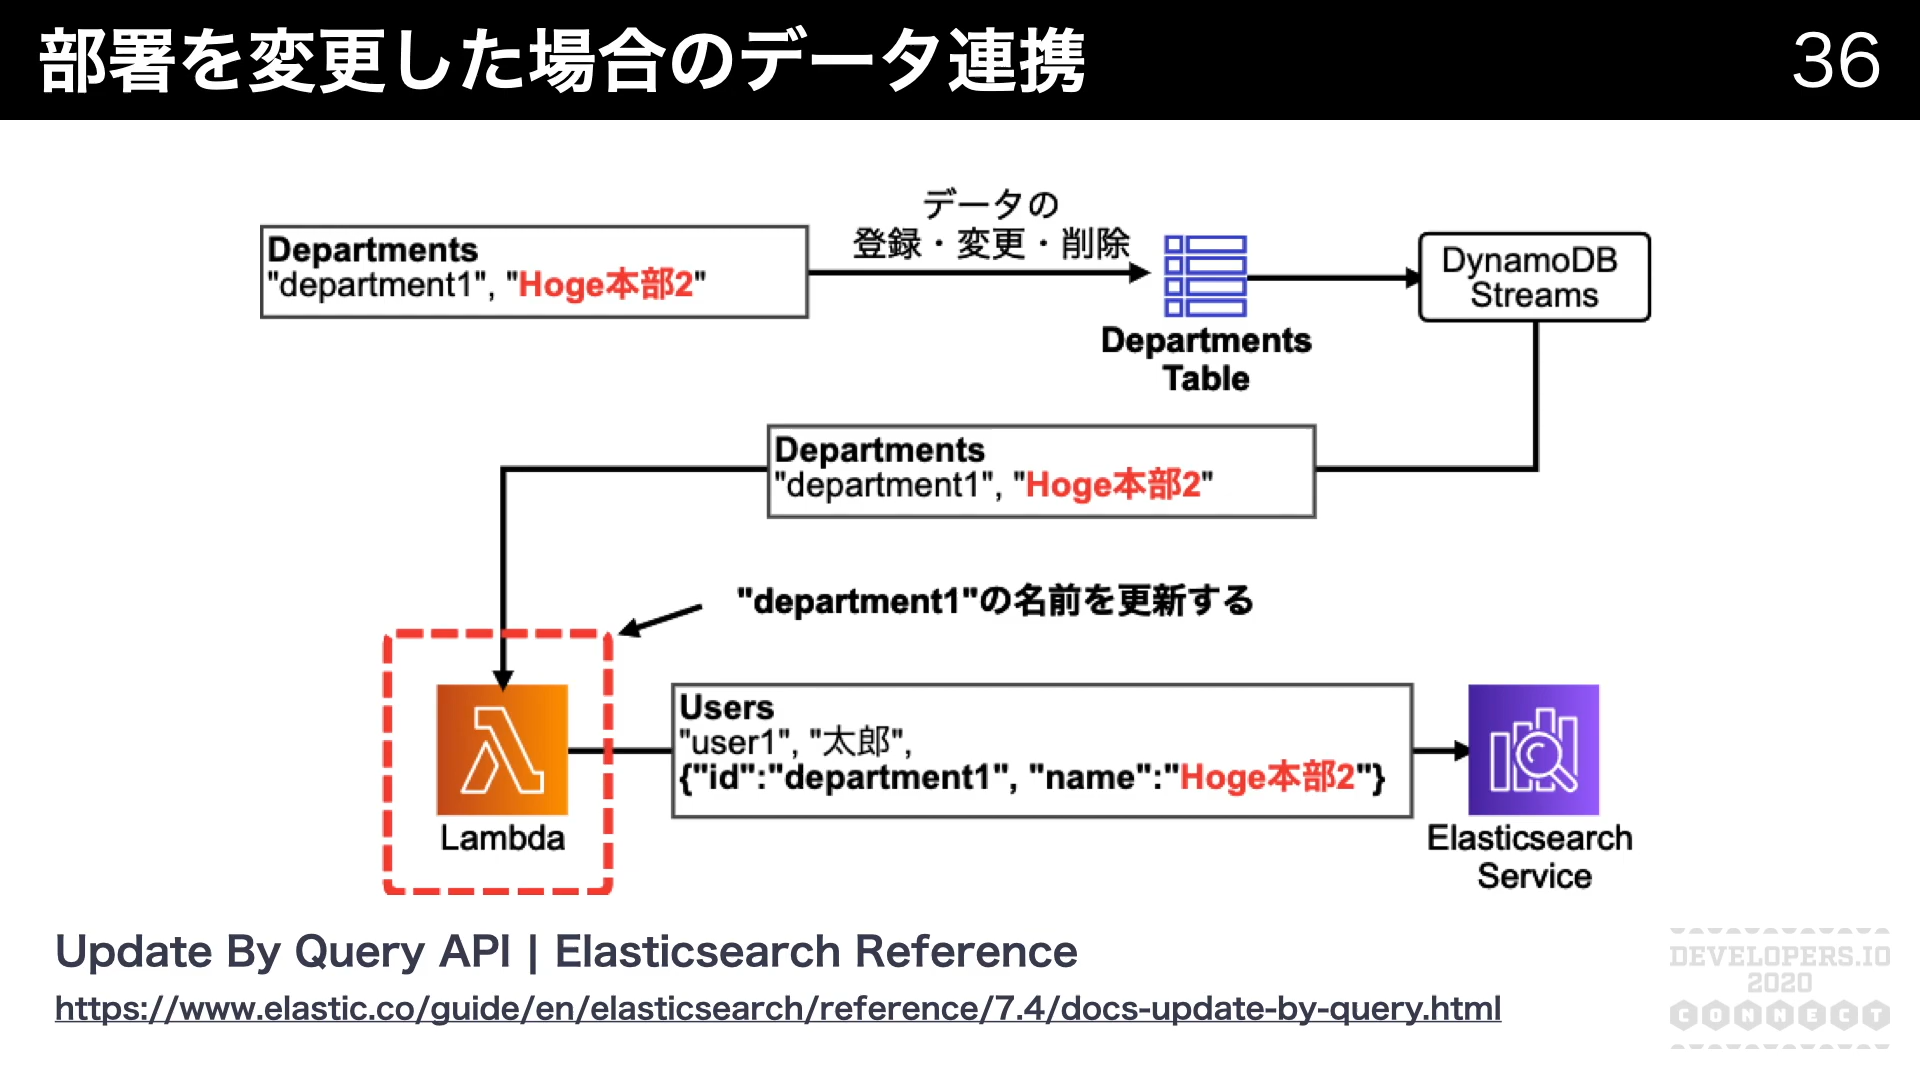 部署を変更した場合のデータ連携
36
データの
登録・変更・削除
Departments
"department1", "Hoge本部2"
DynamoDB
Streams
Departments
Table
Departments
"department1", "Hoge本部2"
"department1"の名前を更新する
Users
"user1", "太郎",
{"id":"department1", "name":"Hoge本部2"}
Lambda
Elasticsearch
Service
Update By Query API | Elasticsearch Reference
https://www.elastic.co/guide/en/elasticsearch/reference/7.4/docs-update-by-query.html
DEVELOPERS.IO
2020
CONNECT